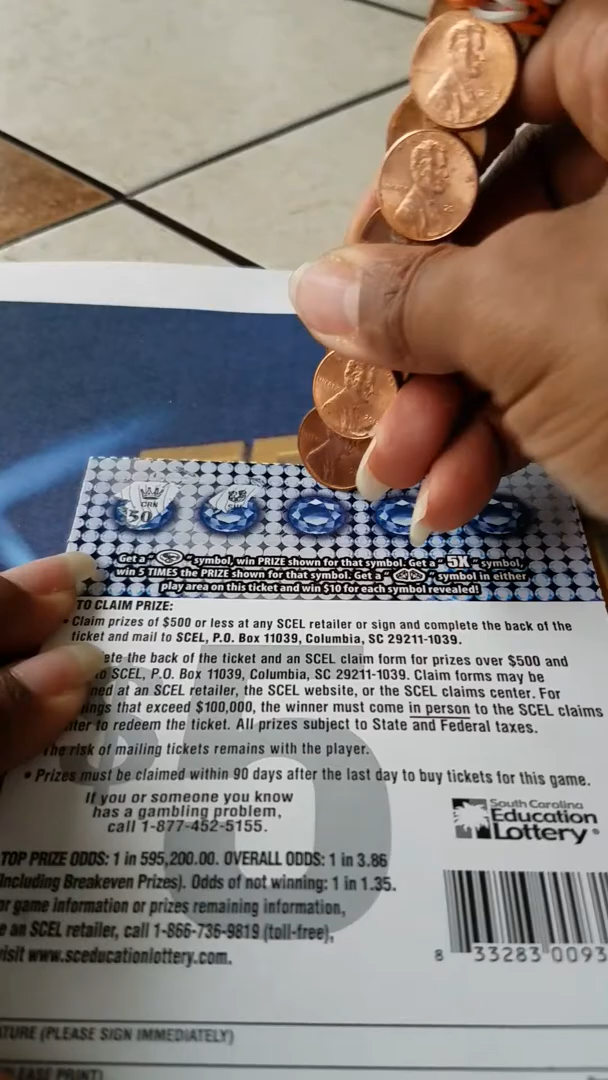 CRN
$50
Get a " " symbol, win PRIZE shown for that symbol. Get a " 5X " symbol,
win 5 TIMES the PRIZE shown for that symbol. Get a " " symbol in either
play area on this ticket and win $10 for each symbol revealed!
TO CLAIM PRIZE:
• Claim prizes of $500 or less at any SCEL retailer or sign and complete the back of the
ticket and mail to SCEL, P.O. Box 11039, Columbia, SC 29211-1039.
ete the back of the ticket and an SCEL claim form for prizes over $500 and
o SCEL, P.O. Box 11039, Columbia, SC 29211-1039. Claim forms may be
ned at an SCEL retailer, the SCEL website, or the SCEL claims center. For
ings that exceed $100,000, the winner must come in person to the SCEL claims
ter to redeem the ticket. All prizes subject to State and Federal taxes.
The risk of mailing tickets remains with the player.
• Prizes must be claimed within 90 days after the last day to buy tickets for this game.
If you or someone you know
has a gambling problem,
call 1-877-452-5155.
$5
South Carolina
Education
Lottery®
TOP PRIZE ODDS: 1 in 595,200.00. OVERALL ODDS: 1 in 3.86
(Including Breakeven Prizes). Odds of not winning: 1 in 1.35.
or game information or prizes remaining information,
e an SCEL retailer, call 1-866-736-9819 (toll-free),
visit www.sceducationlottery.com.
8 33283 0093
TURE (PLEASE SIGN IMMEDIATELY)
LEASE PRINT)